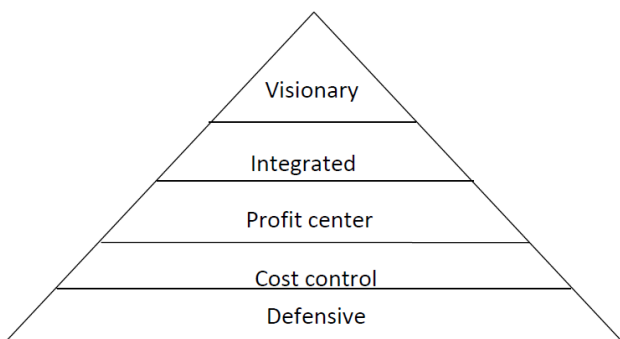 Visionary
Integrated
Profit center
Cost control
Defensive